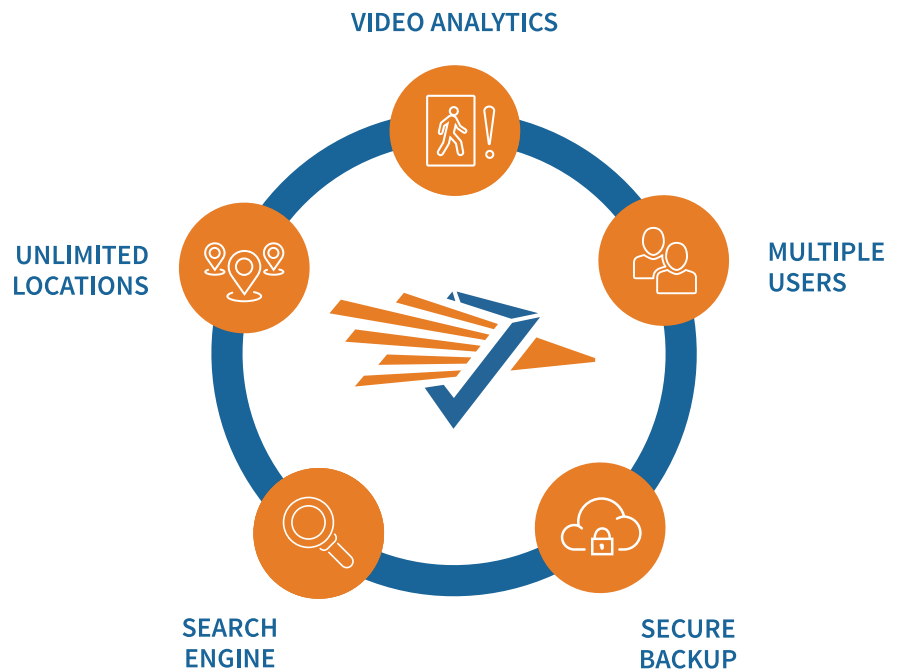 VIDEO ANALYTICS
UNLIMITED
LOCATIONS
MULTIPLE
USERS
SEARCH
ENGINE
SECURE
BACKUP